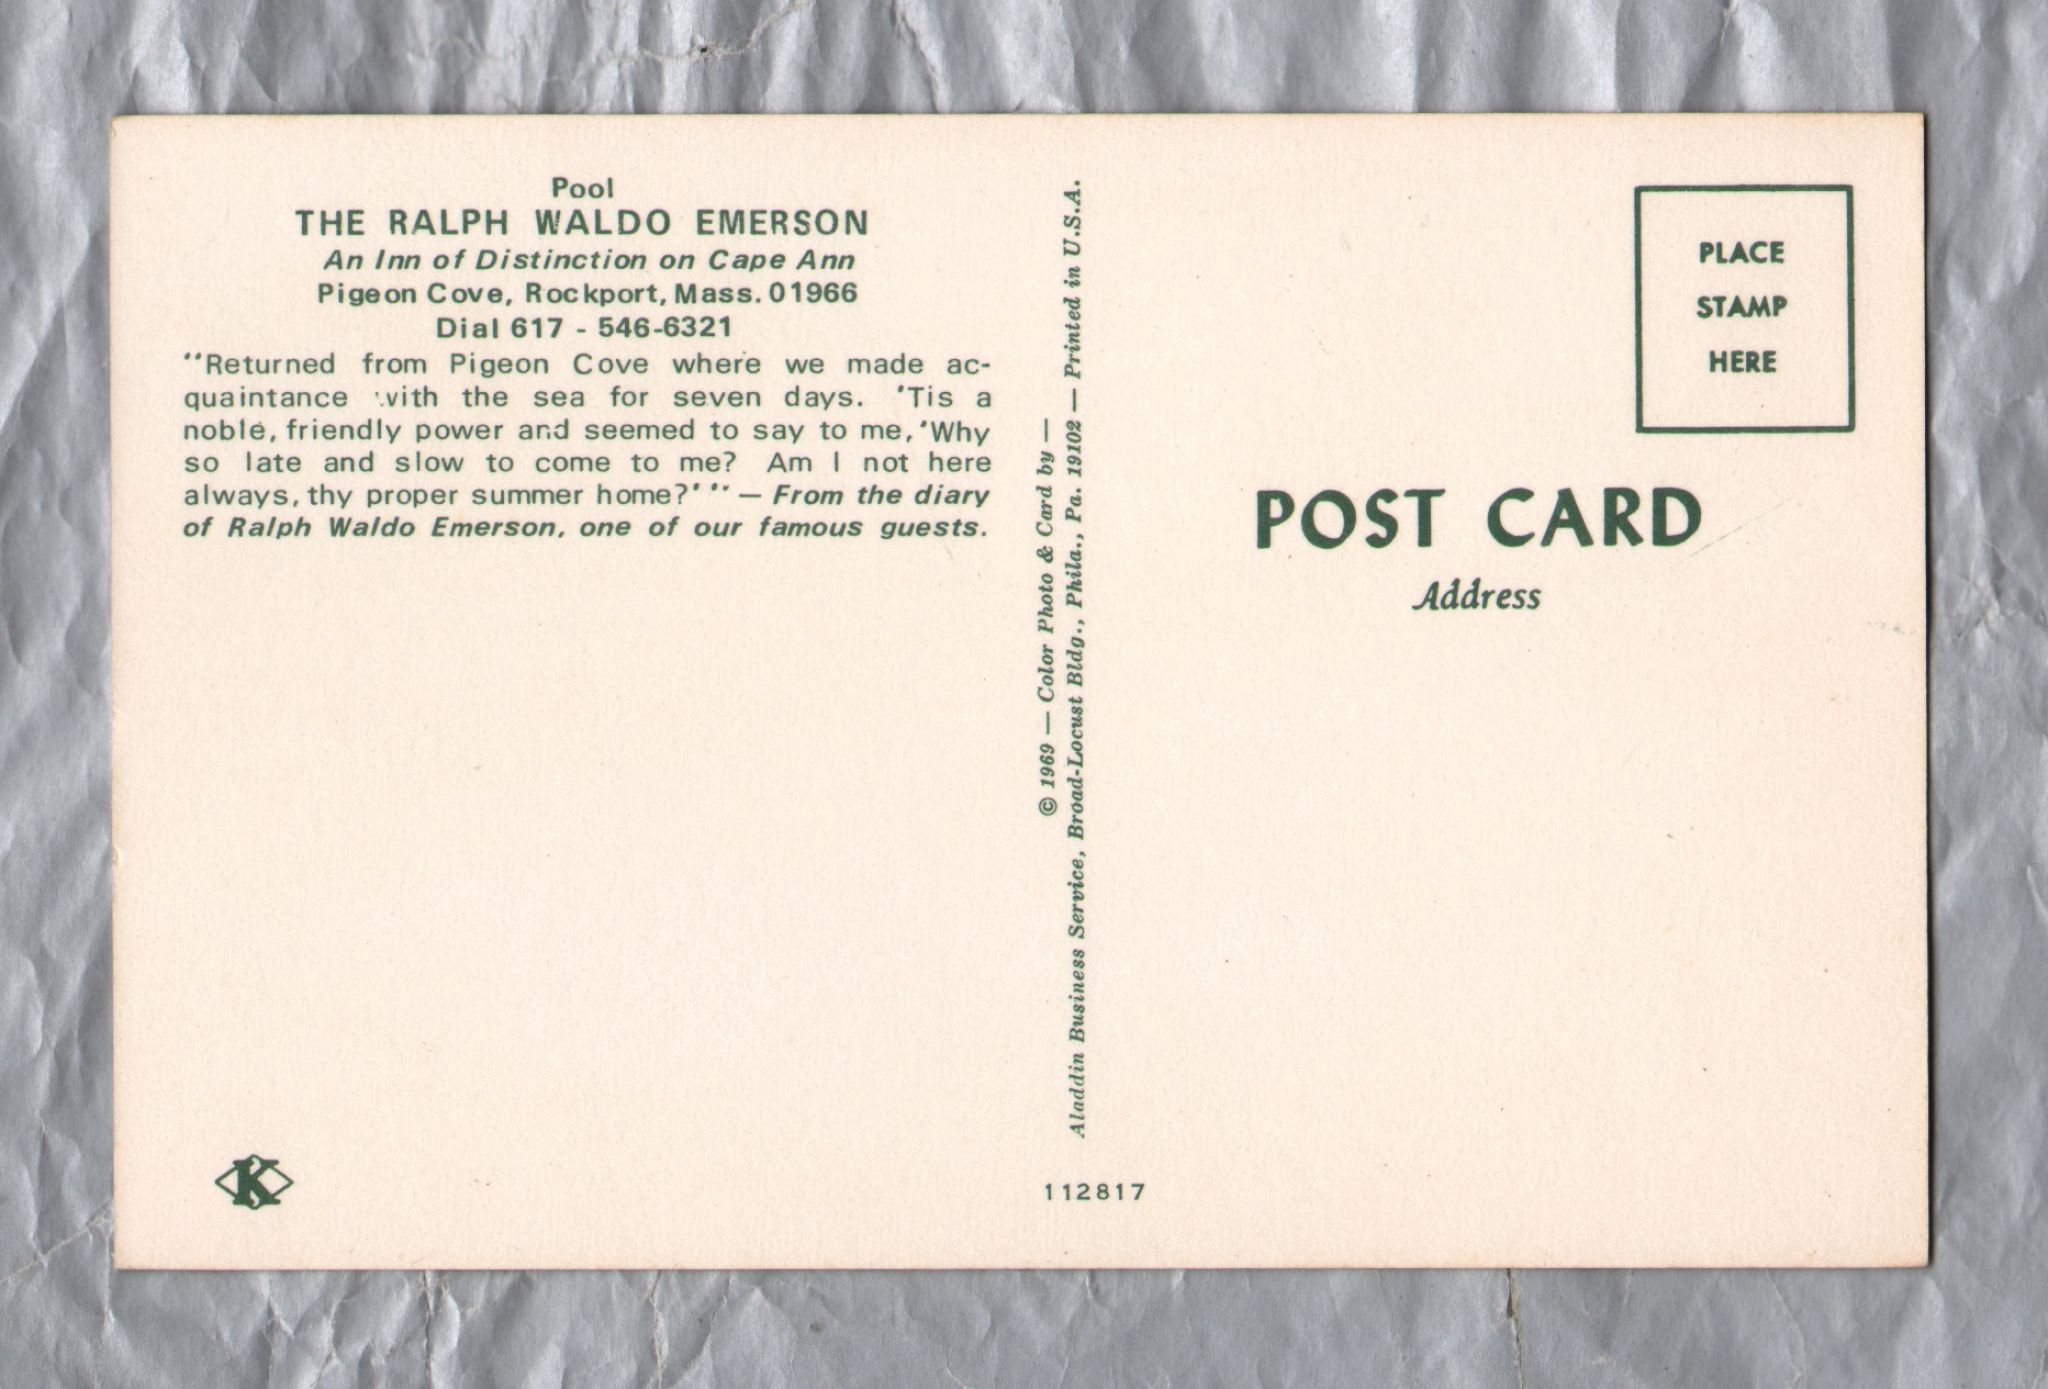 Pool
THE RALPH WALDO EMERSON
An Inn of Distinction on Cape Ann
Pigeon Cove, Rockport, Mass. 01966
Dial 617 - 546-6321
"Returned from Pigeon Cove where we made ac-
quaintance with the sea for seven days. 'Tis a
noble, friendly power and seemed to say to me, 'Why
so late and slow to come to me? Am I not here
always, thy proper summer home?' " — From the diary
of Ralph Waldo Emerson, one of our famous guests.
K
© 1969 — Color Photo & Card by —
Aladdin Business Service, Broad-Locust Bldg., Phila., Pa. 19102 — Printed in U.S.A.
112817
PLACE
STAMP
HERE
POST CARD
Address